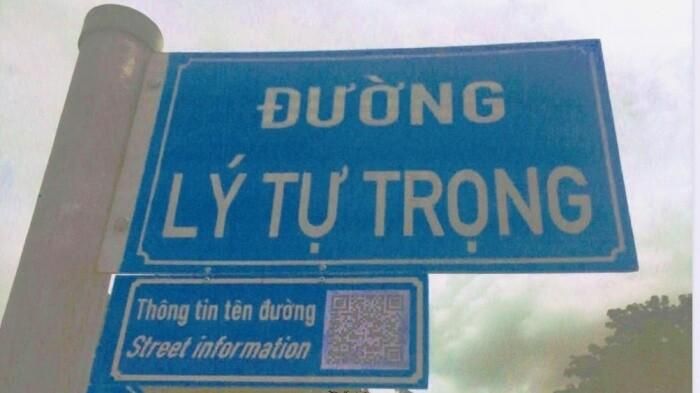 ĐƯỜNG
LÝ TỰ TRỌNG
Thông tin tên đường
Street information